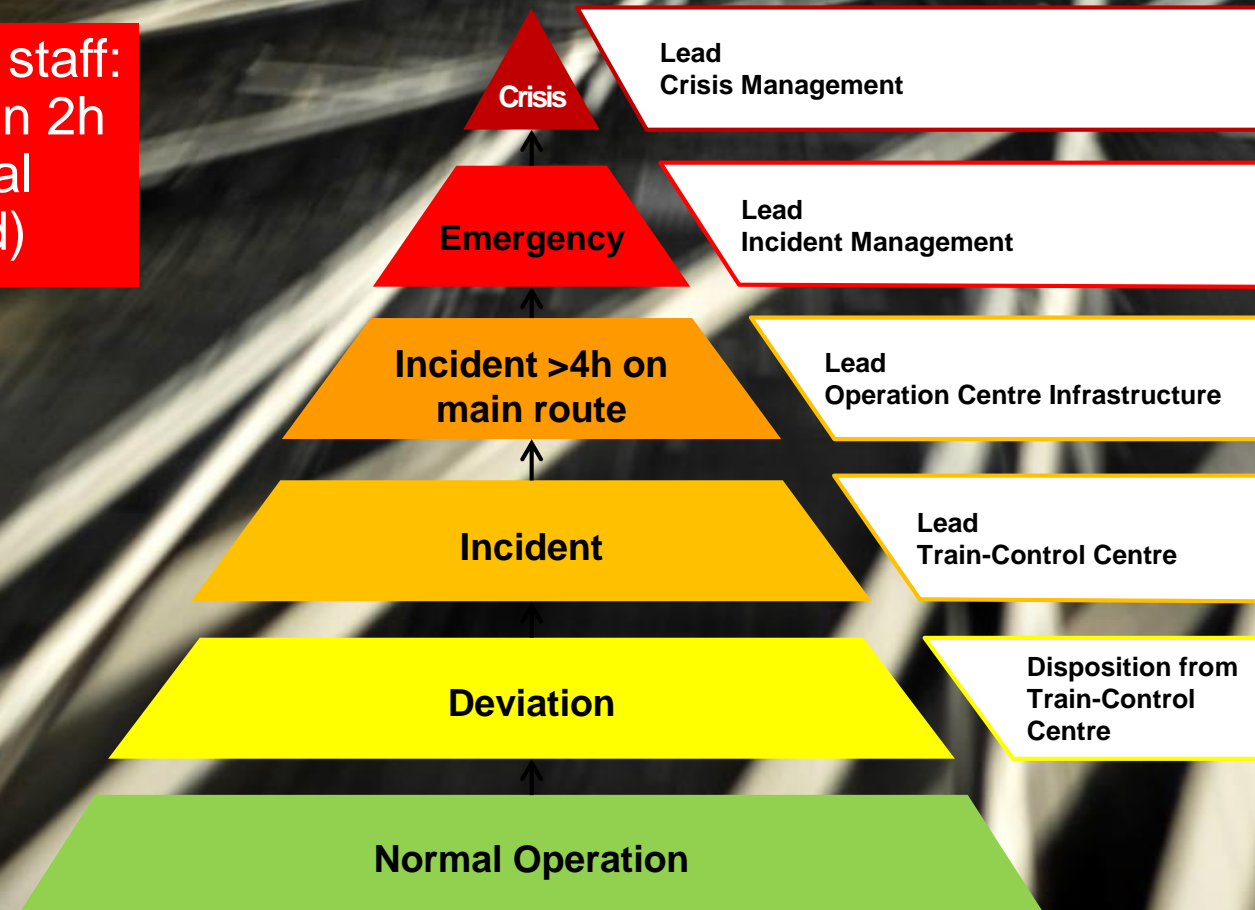 staff:
n 2h
al
d)
Crisis
Lead
Crisis Management
Emergency
Lead
Incident Management
Incident >4h on
main route
Lead
Operation Centre Infrastructure
Incident
Lead
Train-Control Centre
Deviation
Disposition from
Train-Control
Centre
Normal Operation